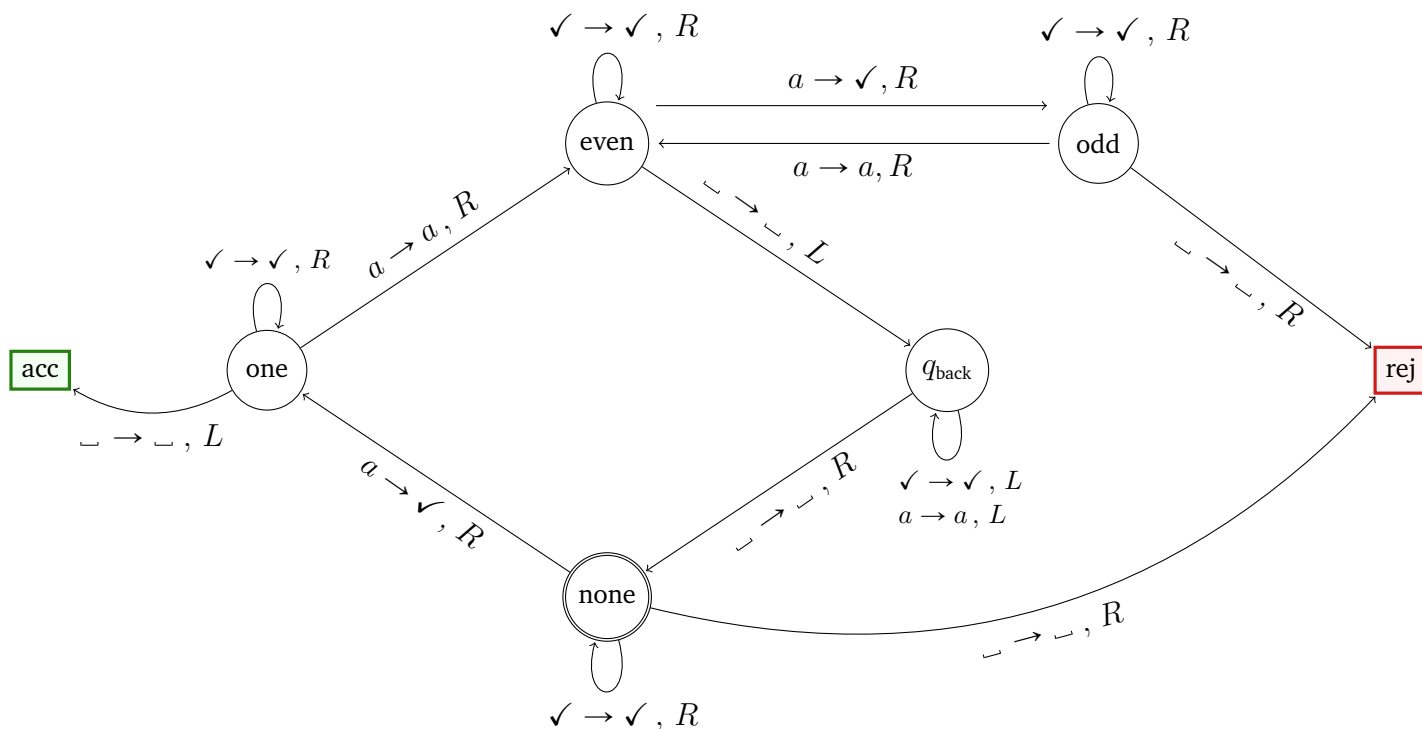 ✓ → ✓ , R
✓ → ✓ , R
a → ✓, R
even
odd
a → a, R
␣ → ␣ , L
a → a , R
␣ → ␣ , R
✓ → ✓ , R
acc
one
q_back
rej
␣ → ␣ , L
a → ✓, R
␣ → ␣ , R
✓ → ✓ , L
a → a , L
none
␣ → ␣ , R
✓ → ✓ , R